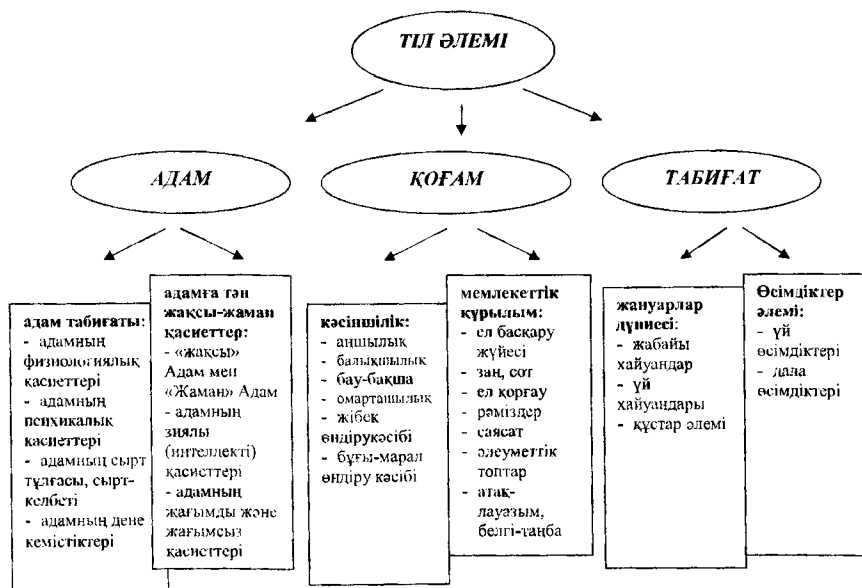 ТІЛ ӘЛЕМІ
АДАМ
ҚОҒАМ
ТАБИҒАТ
адам табиғаты:
- адамның
физиологиялық
қасиеттері
- адамның
психикалық
қасиеттері
- адамның сырт
тұлғасы, сырт-
келбеті
- адамның дене
кемістіктері
адамға тән
жақсы-жаман
қасиеттер:
- «жақсы»
Адам мен
«Жаман» Адам
- адамның
зиялы
(интеллекті)
қасиеттері
- адамның
жағымды және
жағымсыз
қасиеттері
кәсіншілік:
- аңшылық
- балықшылық
- бау-бақша
- омарташылық
- жібек
өндірукәсібі
- бұғы-марал
өндіру кәсібі
мемлекеттік
құрылым:
- ел басқару
жүйесі
- заң, сот
- ел қорғау
- рәміздер
- саясат
- әлеуметтік
топтар
- атақ-
лауазым,
белгі-таңба
жануарлар
дүниесі:
- жабайы
хайуандар
- үй
хайуандары
- құстар әлемі
Өсімдіктер
әлемі:
- үй
өсімдіктері
- дала
өсімдіктері